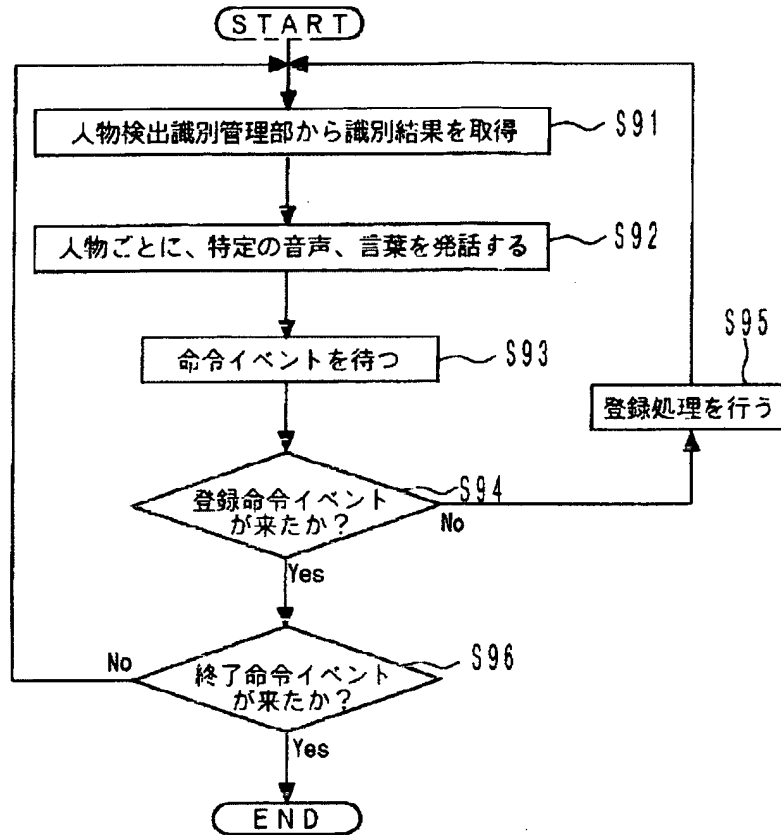 START
人物検出識別管理部から識別結果を取得
S91
人物ごとに、特定の音声、言葉を発話する
S92
命令イベントを待つ
S93
S95
登録処理を行う
登録命令イベント
が来たか?
S94
No
Yes
終了命令イベント
が来たか?
S96
No
Yes
END